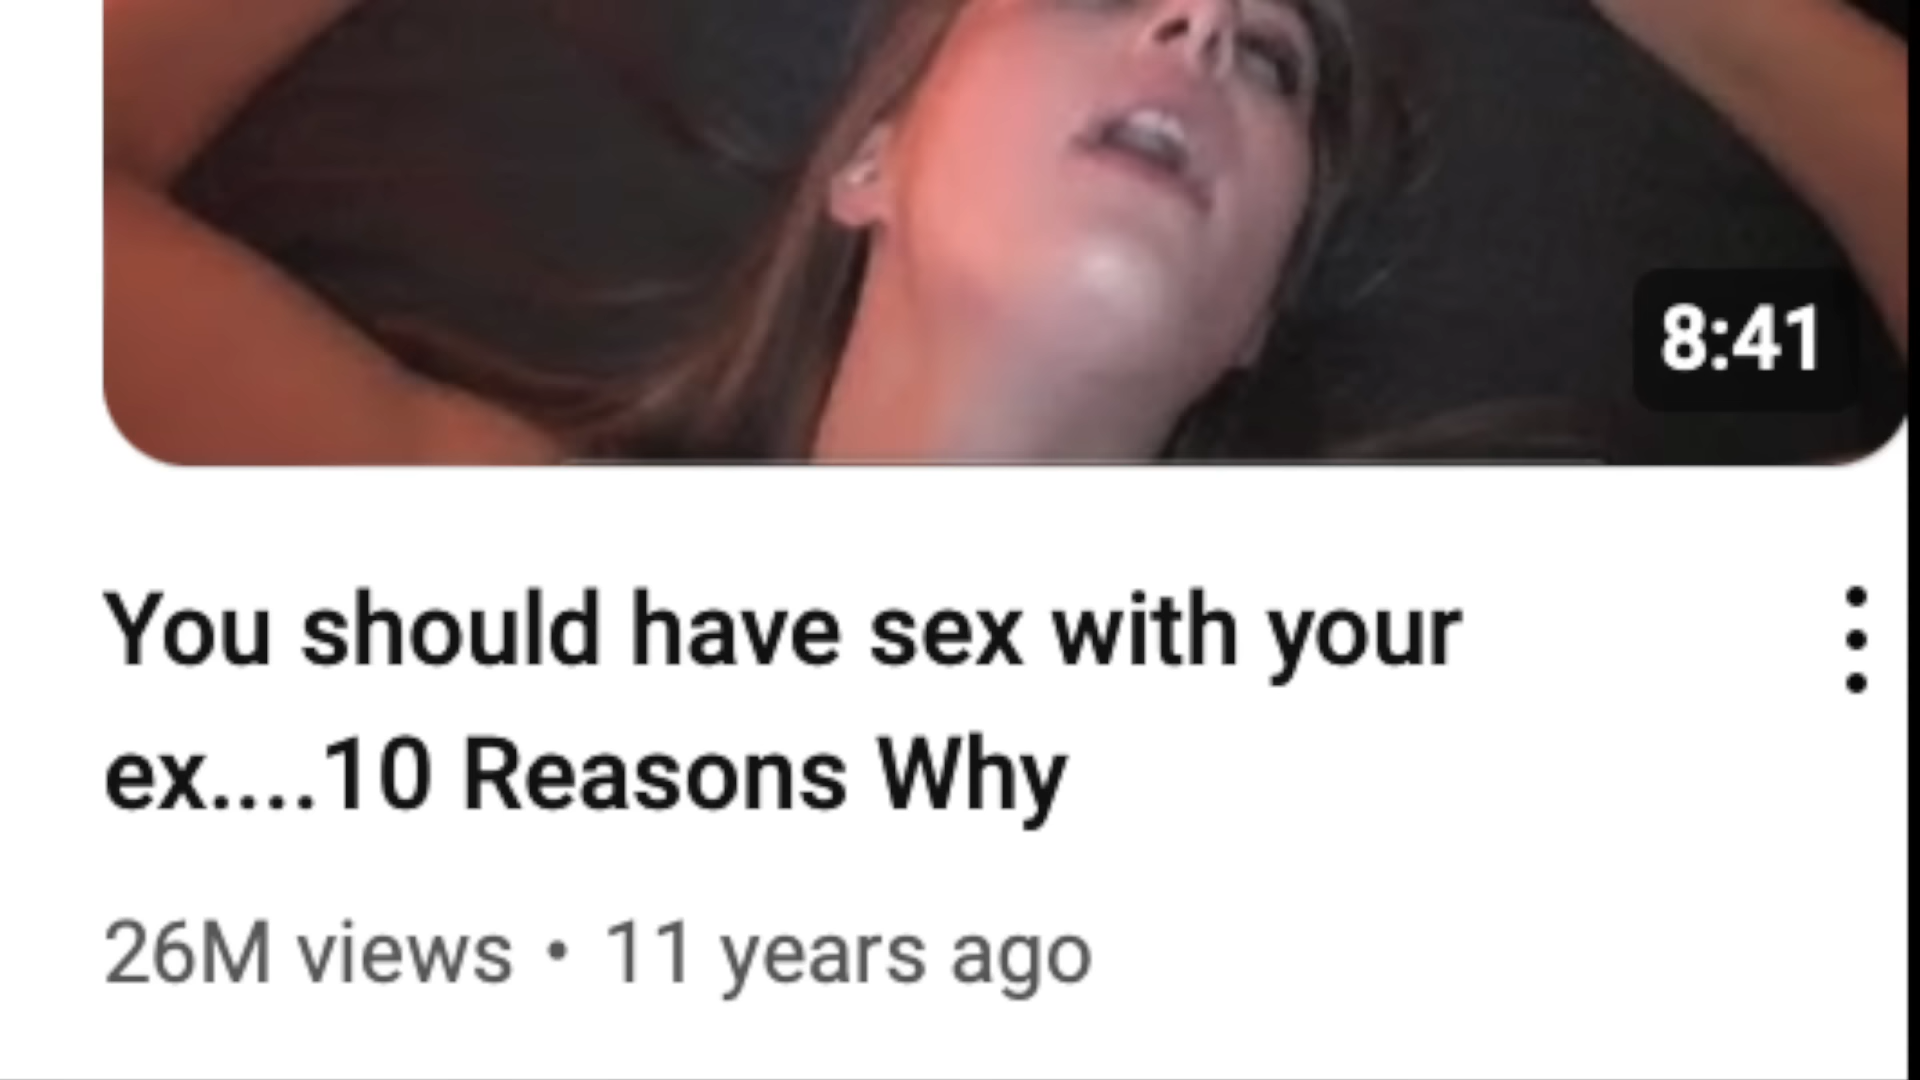 8:41
You should have sex with your
ex....10 Reasons Why
26M views • 11 years ago